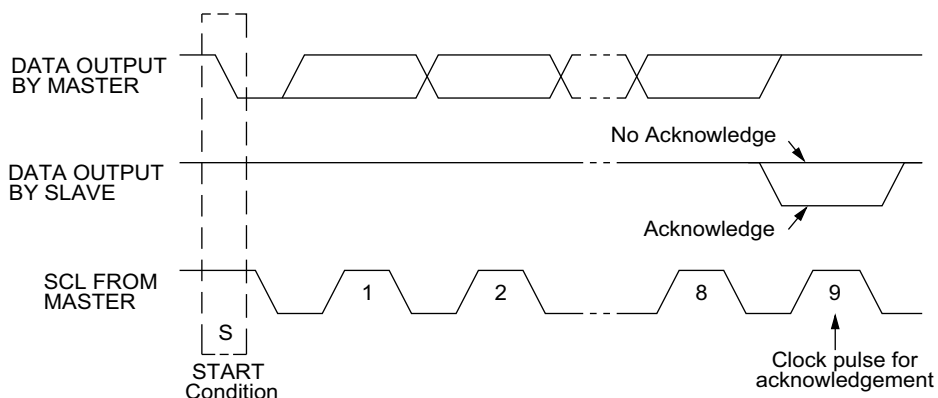 DATA OUTPUT
BY MASTER
No Acknowledge
DATA OUTPUT
BY SLAVE
Acknowledge
SCL FROM
MASTER
1
2
8
9
S
START
Condition
Clock pulse for
acknowledgement